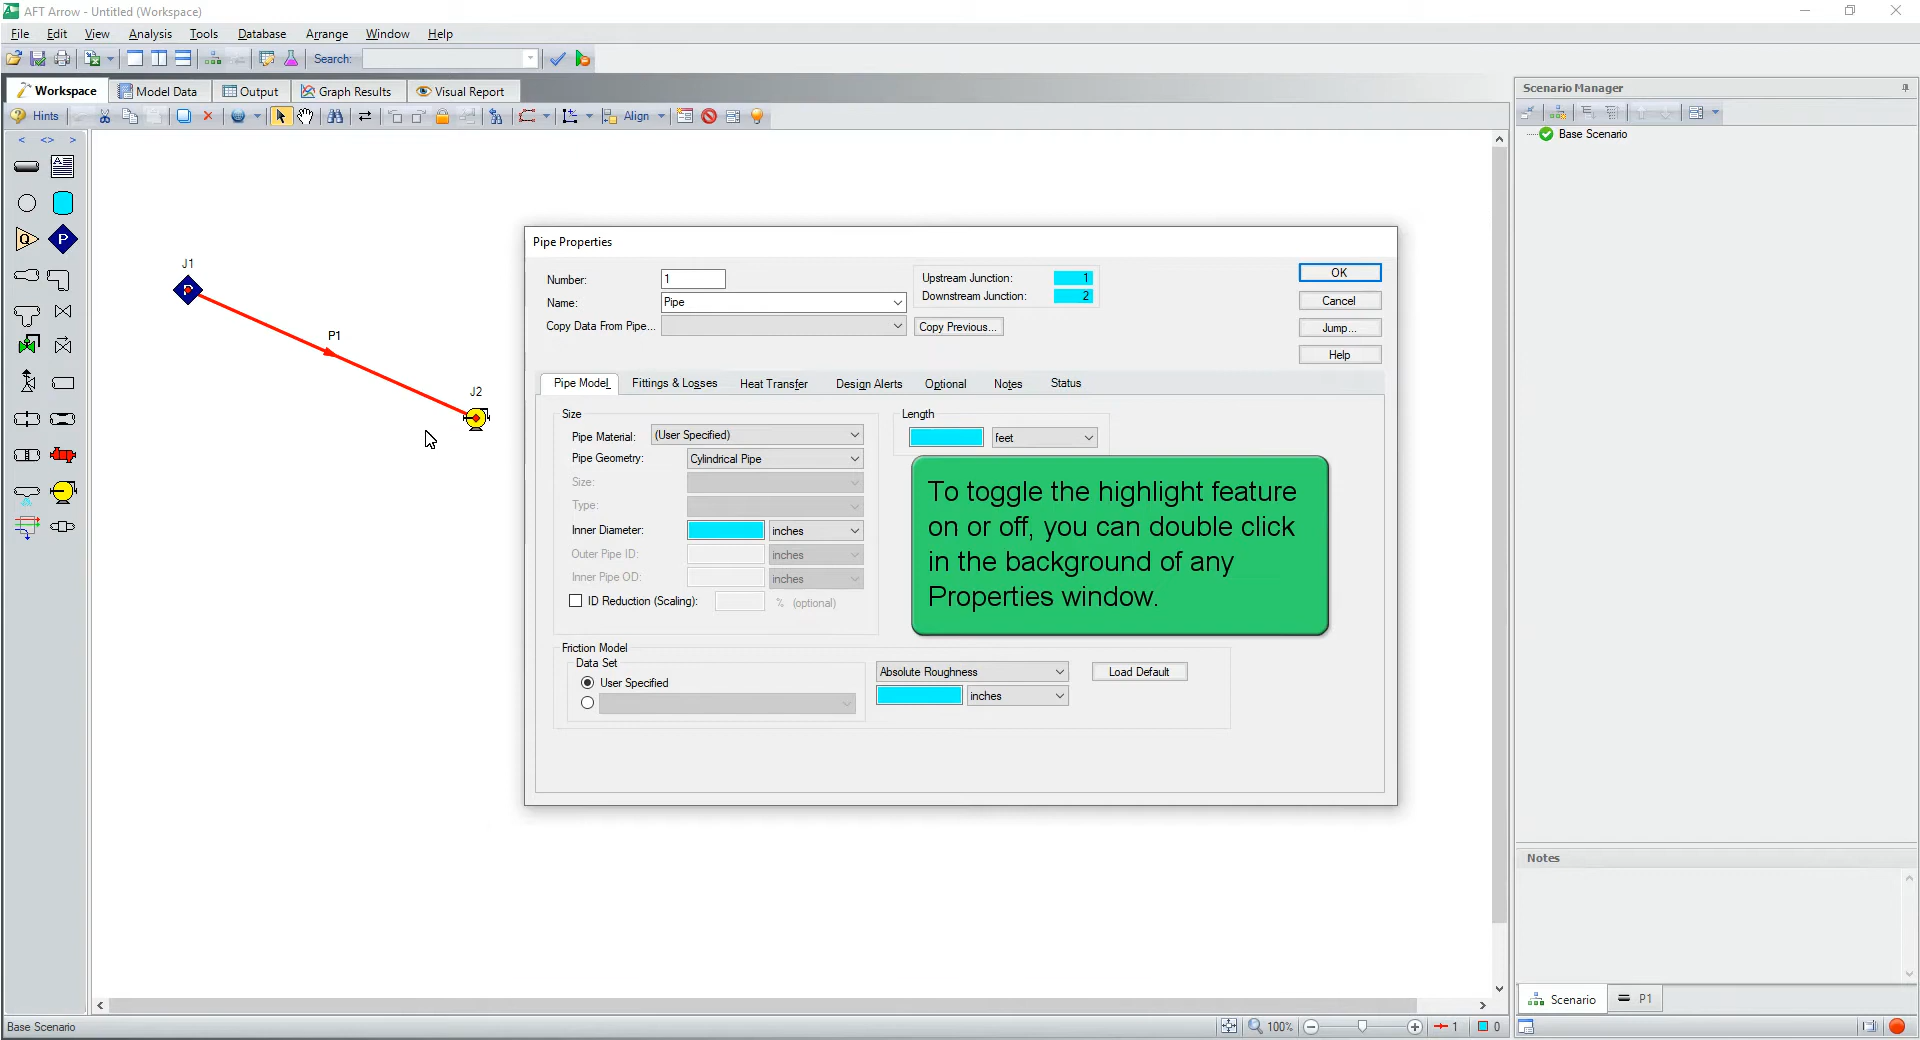 AFT Arrow - Untitled (Workspace)
File Edit View Analysis Tools Database Arrange Window Help
Search:
Workspace Model Data Output Graph Results Visual Report
Hints Align
Scenario Manager
Base Scenario
< <> >
J1
P1
J2
Q
P
P
Pipe Properties
Number: 1
Name: Pipe
Copy Data From Pipe... Copy Previous...
Upstream Junction: 1
Downstream Junction: 2
OK
Cancel
Jump...
Help
Pipe Model Fittings & Losses Heat Transfer Design Alerts Optional Notes Status
Size
Pipe Material: (User Specified)
Pipe Geometry: Cylindrical Pipe
Size:
Type:
Inner Diameter: inches
Outer Pipe ID: inches
Inner Pipe OD: inches
ID Reduction (Scaling): % (optional)
Length
feet
To toggle the highlight feature
on or off, you can double click
in the background of any
Properties window.
Friction Model
Data Set
User Specified
Absolute Roughness Load Default
inches
Notes
Scenario P1
Base Scenario 100% 1 0